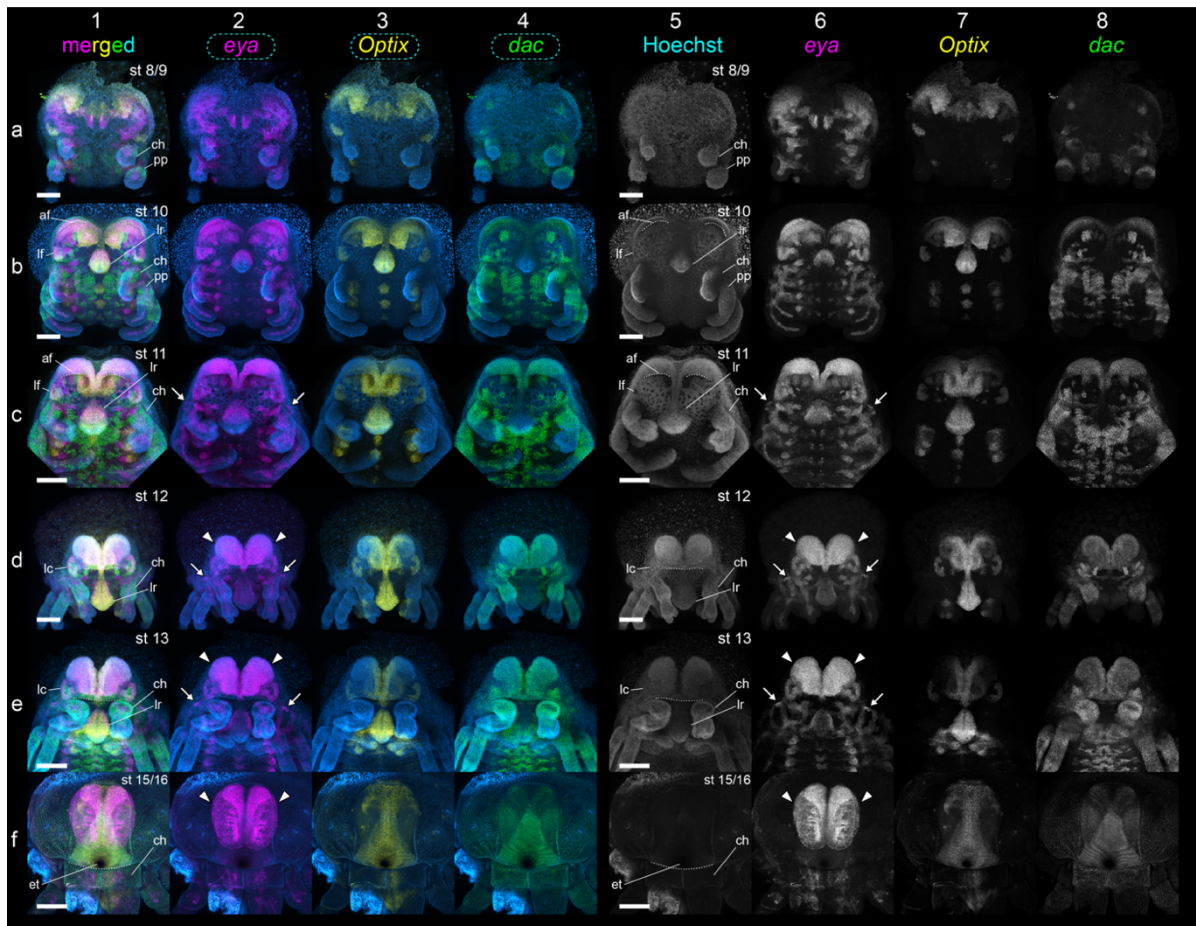 1 2 3 4 5 6 7 8
merged eya Optix dac Hoechst eya Optix dac
st 8/9 st 8/9
a
ch ch
pp pp
st 10 st 10
af lr af
b
lf lf lr
ch ch
pp pp
st 11 st 11
af lr af lr
lf ch lf ch
c
st 12 st 12
d
lc ch lc ch
lr lr
st 13 st 13
e
lc ch lc ch
lr lr
st 15/16 st 15/16
f
ch ch
et et